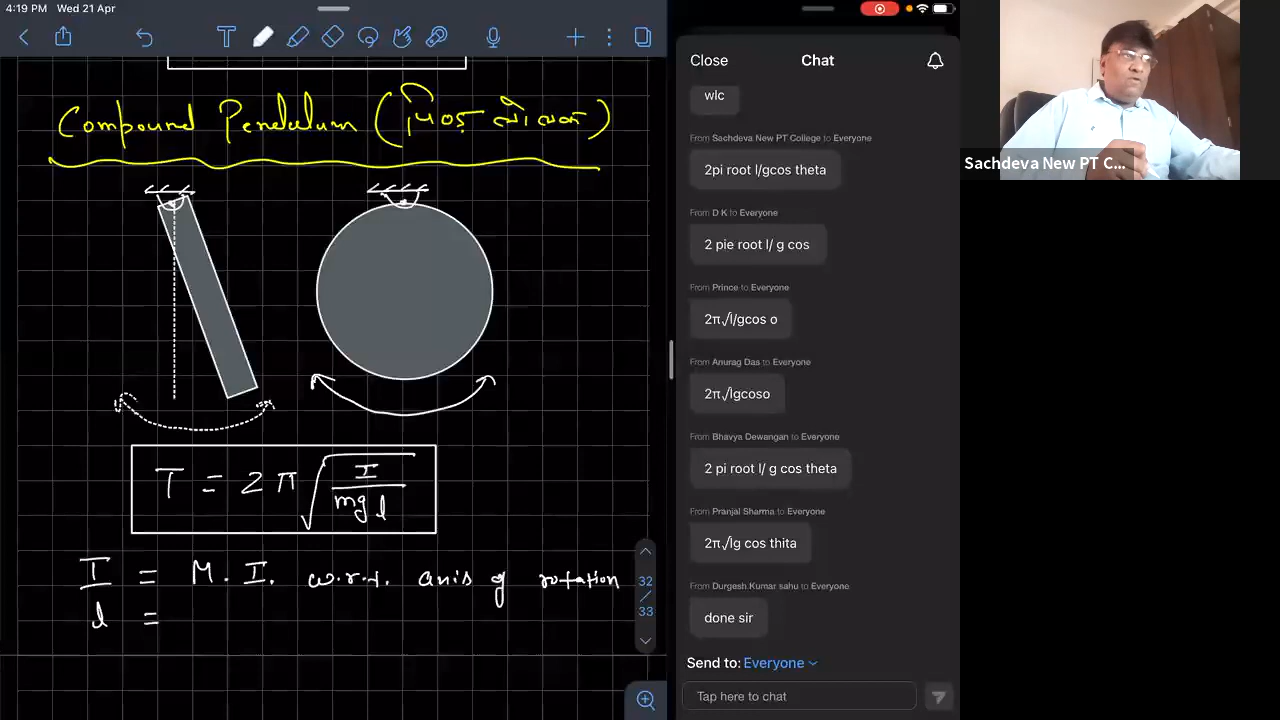 4:19 PM Wed 21 Apr
Compound Pendulum (पिण्ड लोलक)
T = 2π √ I / mgl
I = M.I. w.r.t. axis of rotation
l =
32
/
33
Close
Chat
wlc
From Sachdeva New PT College to Everyone
2pi root l/gcos theta
From D K to Everyone
2 pie root l/ g cos
From Prince to Everyone
2π√l/gcos o
From Anurag Das to Everyone
2π√lgcoso
From Bhavya Dewangan to Everyone
2 pi root l/ g cos theta
From Pranjal Sharma to Everyone
2π√lg cos thita
From Durgesh Kumar sahu to Everyone
done sir
Send to: Everyone
Tap here to chat
Sachdeva New PT C...